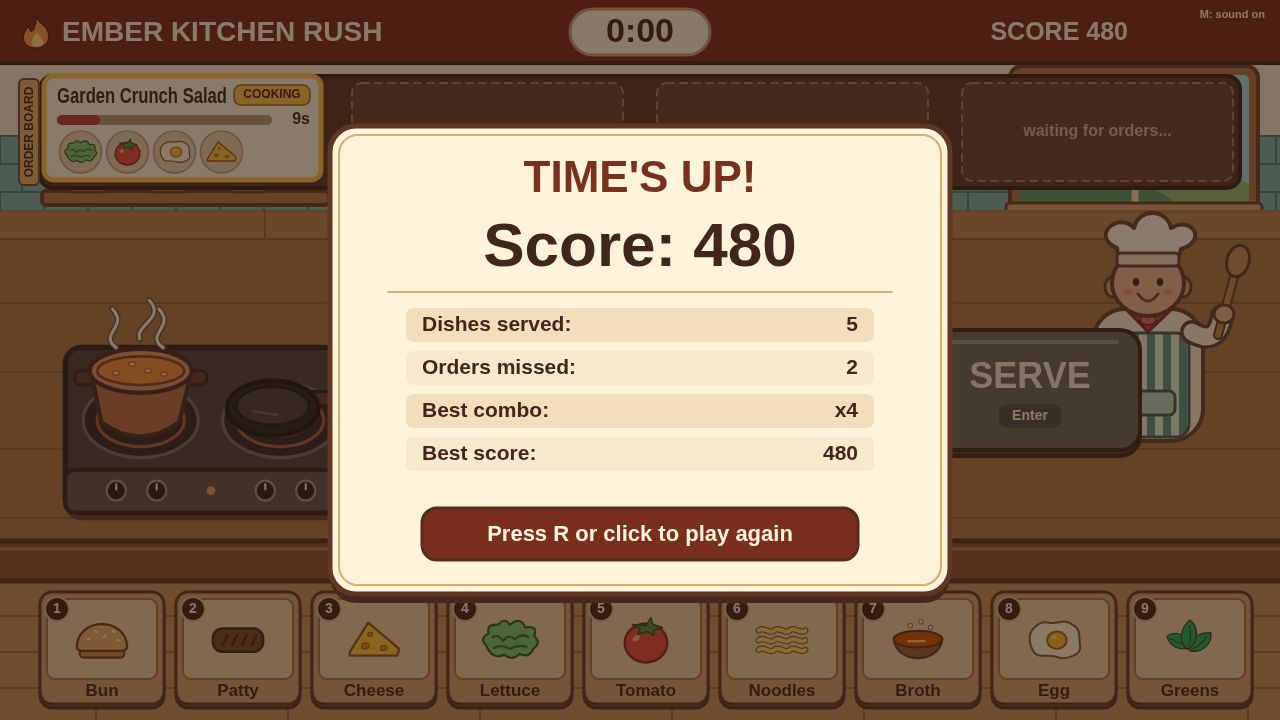 EMBER KITCHEN RUSH
0:00
SCORE 480
M: sound on
ORDER BOARD
Garden Crunch Salad
COOKING
9s
waiting for orders...
TIME'S UP!
Score: 480
Dishes served: 5
Orders missed: 2
Best combo: x4
Best score: 480
Press R or click to play again
SERVE
Enter
1 Bun
2 Patty
3 Cheese
4 Lettuce
5 Tomato
6 Noodles
7 Broth
8 Egg
9 Greens